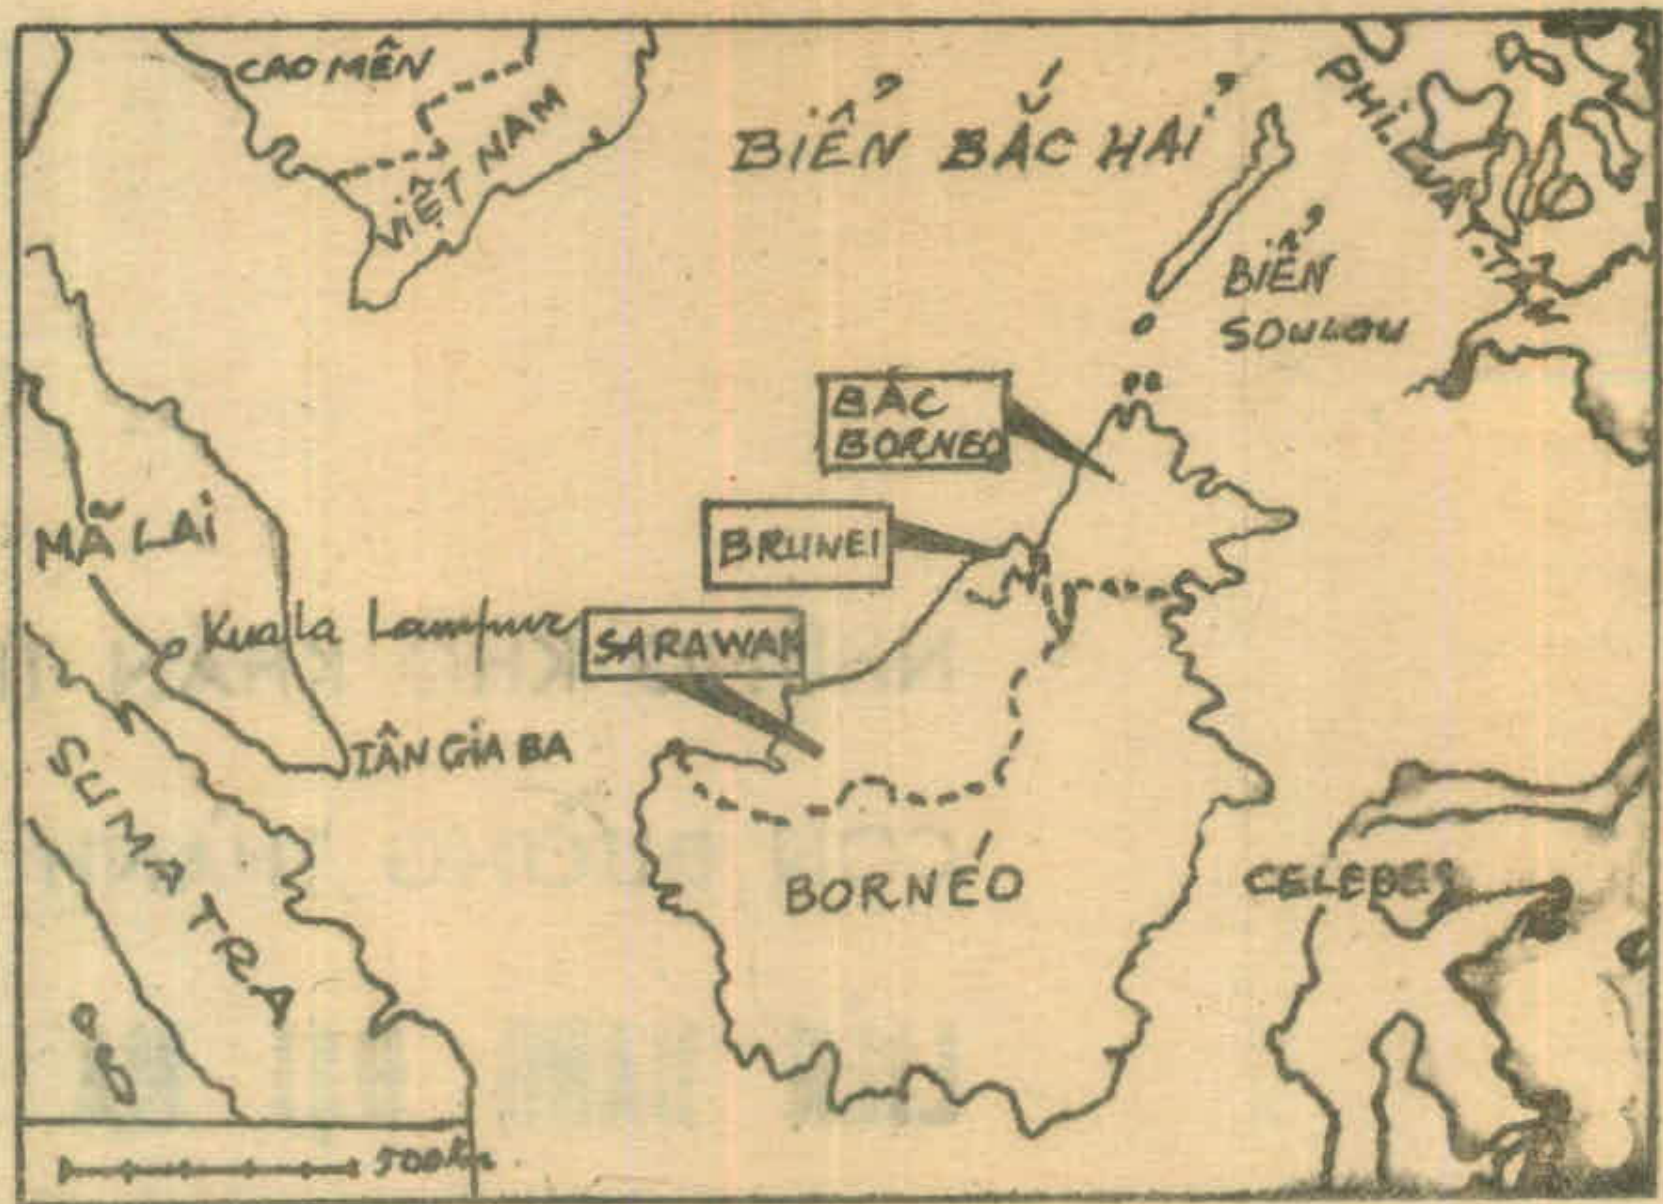 CAO MÊN
VIỆT NAM
BIỂN BẮC HẢI
PHI LUẬT
BIỂN
SOULOU
BẮC
BORNEO
BRUNEI
MÃ LAI
Kuala Lampur
SARAWAK
TÂN GIA BA
SUMATRA
BORNÉO
CELEBES
500km